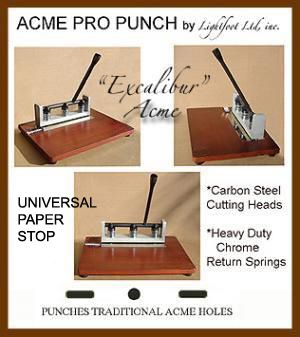 ACME PRO PUNCH by Lightfoot Ltd, inc.
"Excalibur"
Acme
UNIVERSAL
PAPER
STOP
*Carbon Steel
Cutting Heads
*Heavy Duty
Chrome
Return Springs
PUNCHES TRADITIONAL ACME HOLES